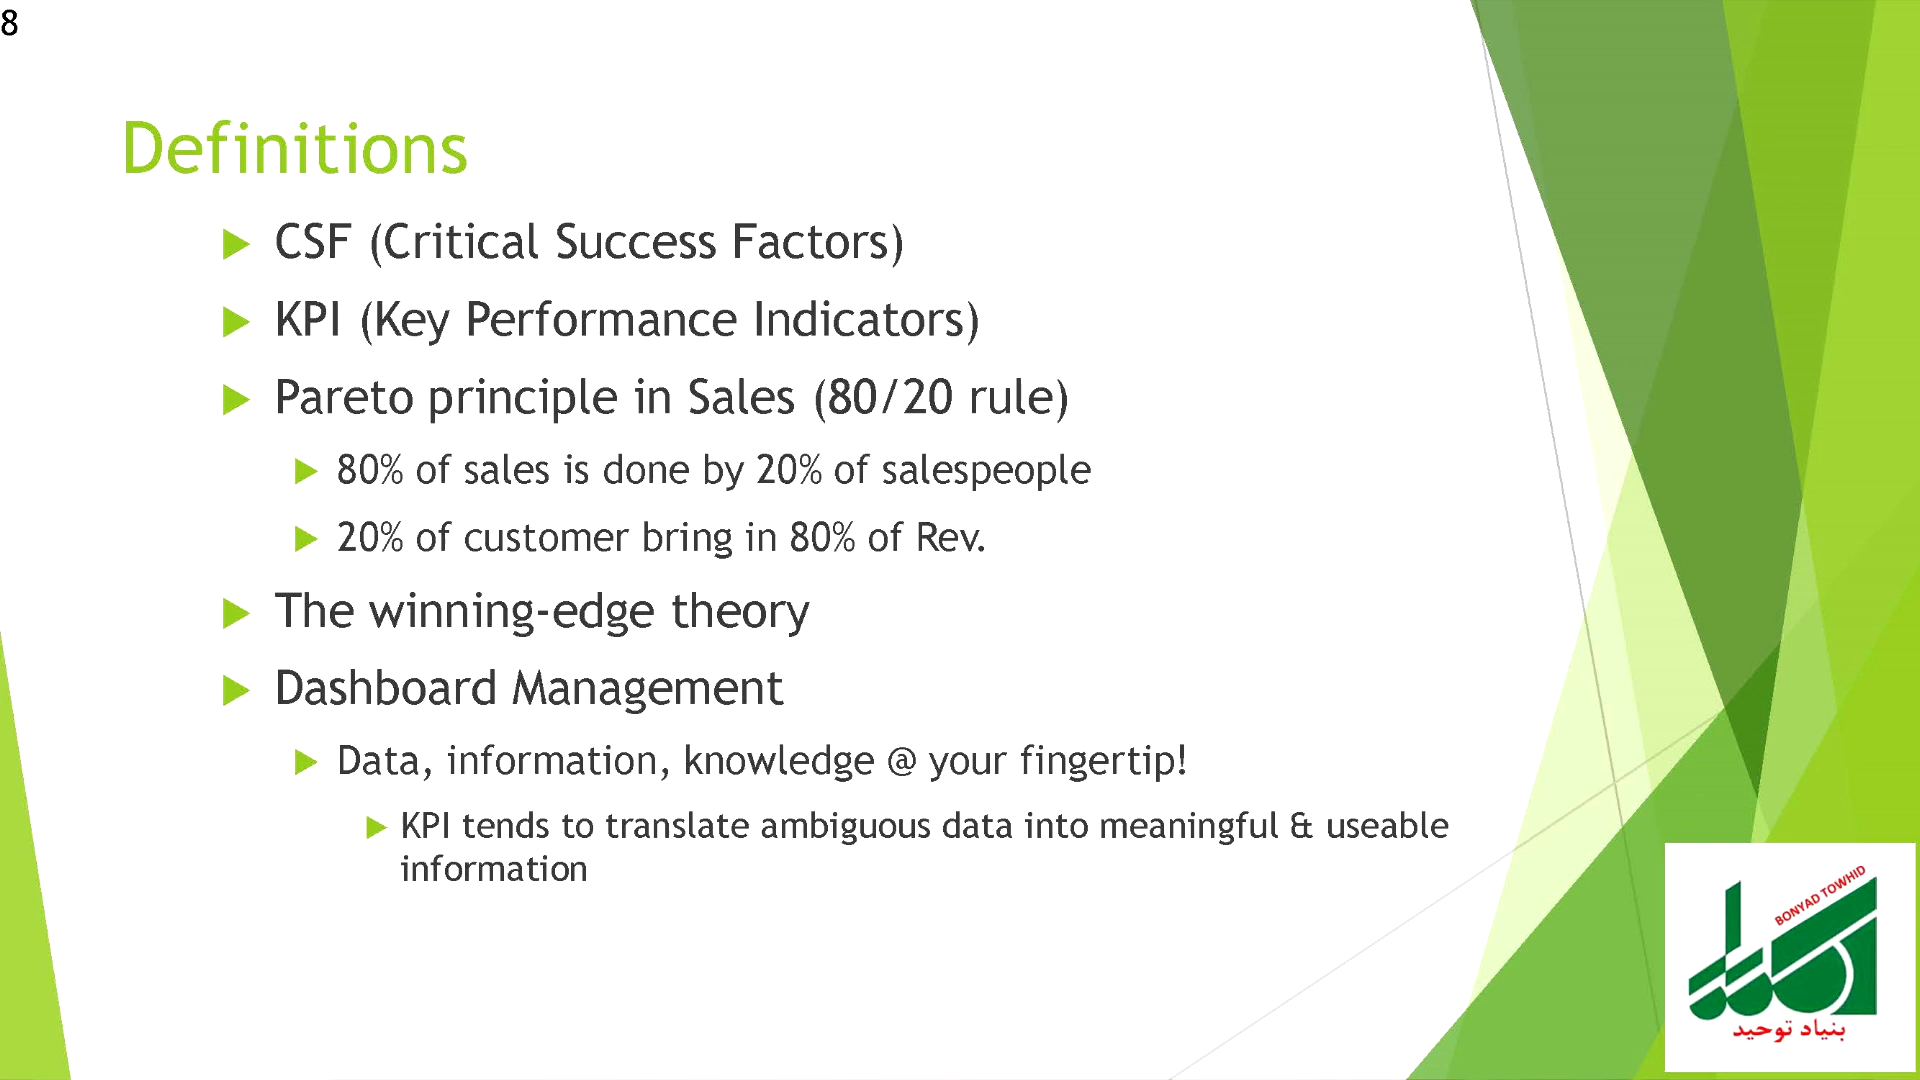 8
Definitions
CSF (Critical Success Factors)
KPI (Key Performance Indicators)
Pareto principle in Sales (80/20 rule)
80% of sales is done by 20% of salespeople
20% of customer bring in 80% of Rev.
The winning-edge theory
Dashboard Management
Data, information, knowledge @ your fingertip!
KPI tends to translate ambiguous data into meaningful & useable
information
BONYAD TOWHID
بنیاد توحید